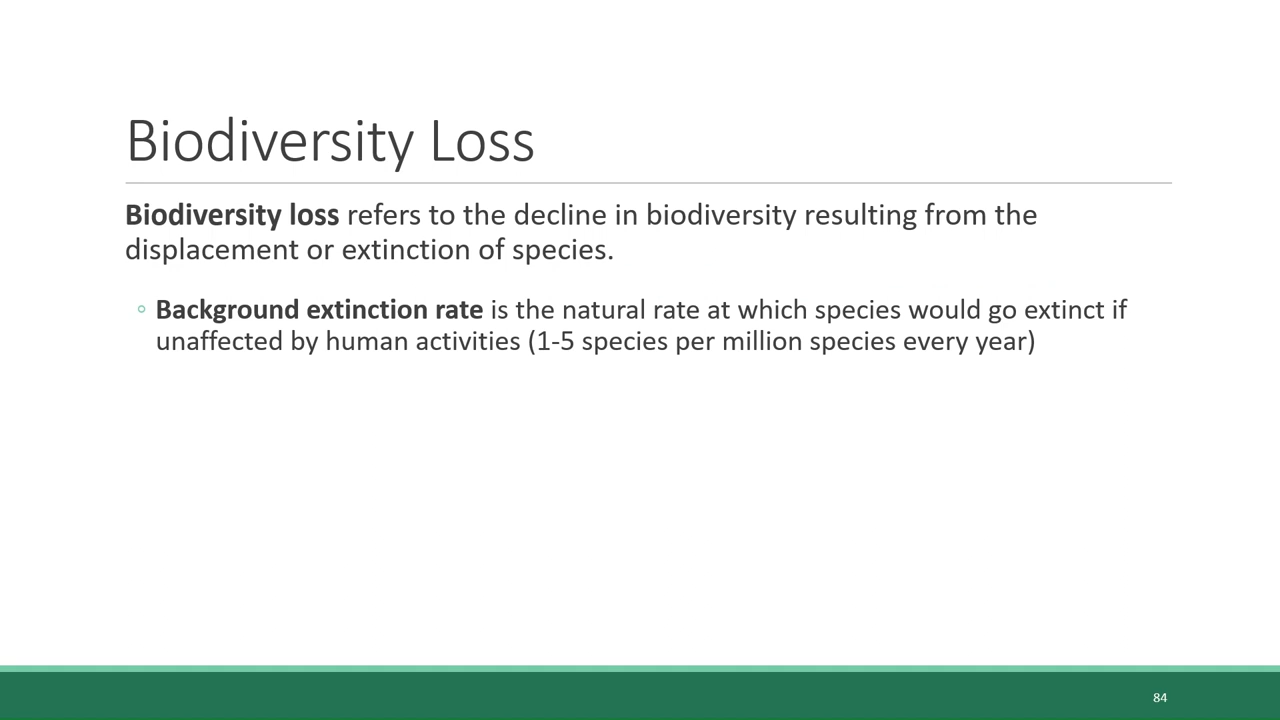 Biodiversity Loss
Biodiversity loss refers to the decline in biodiversity resulting from the
displacement or extinction of species.
◦ Background extinction rate is the natural rate at which species would go extinct if
unaffected by human activities (1-5 species per million species every year)
84